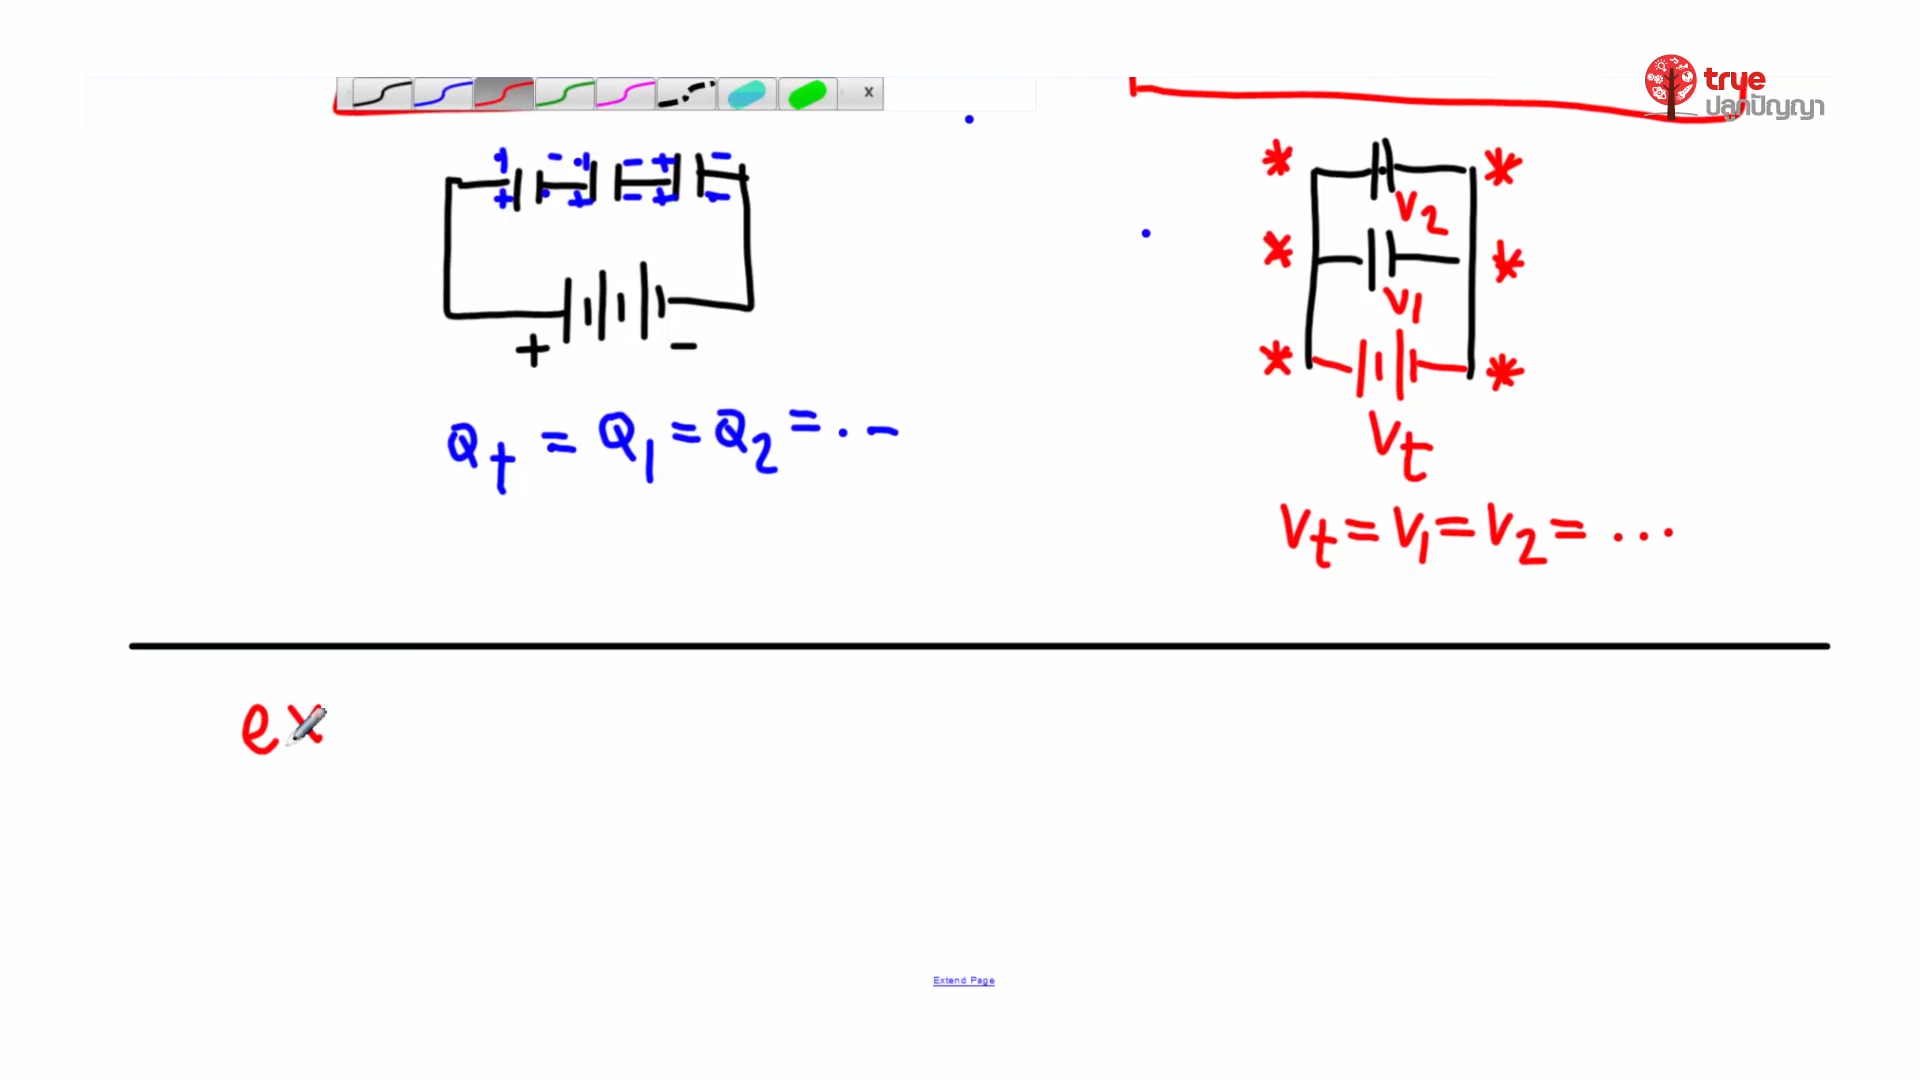 true
ปลูกปัญญา
+ - + - + -
+ + - + -
V2
V1
+ -
Vt
Qt = Q1 = Q2 = ...
Vt = V1 = V2 = ...
ex
Extend Page